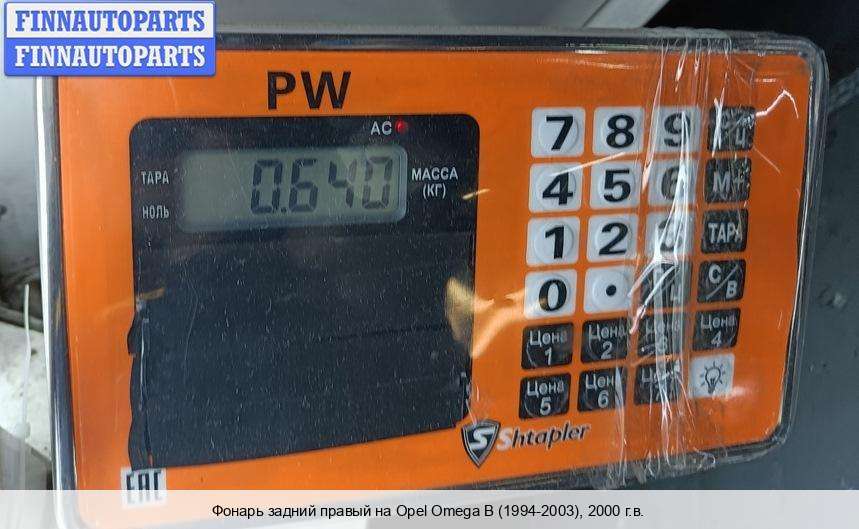 FINNAUTOPARTS
FINNAUTOPARTS
PW
AC
ТАРА
0.640
МАССА
(КГ)
НОЛЬ
7 8 9
4 5 6 M+
1 2 ТАРА
0 . С/В
Цена 1 Цена 2 Цена 4
Цена 5 Цена 6
Shtapler
EAC
Фонарь задний правый на Opel Omega B (1994-2003), 2000 г.в.